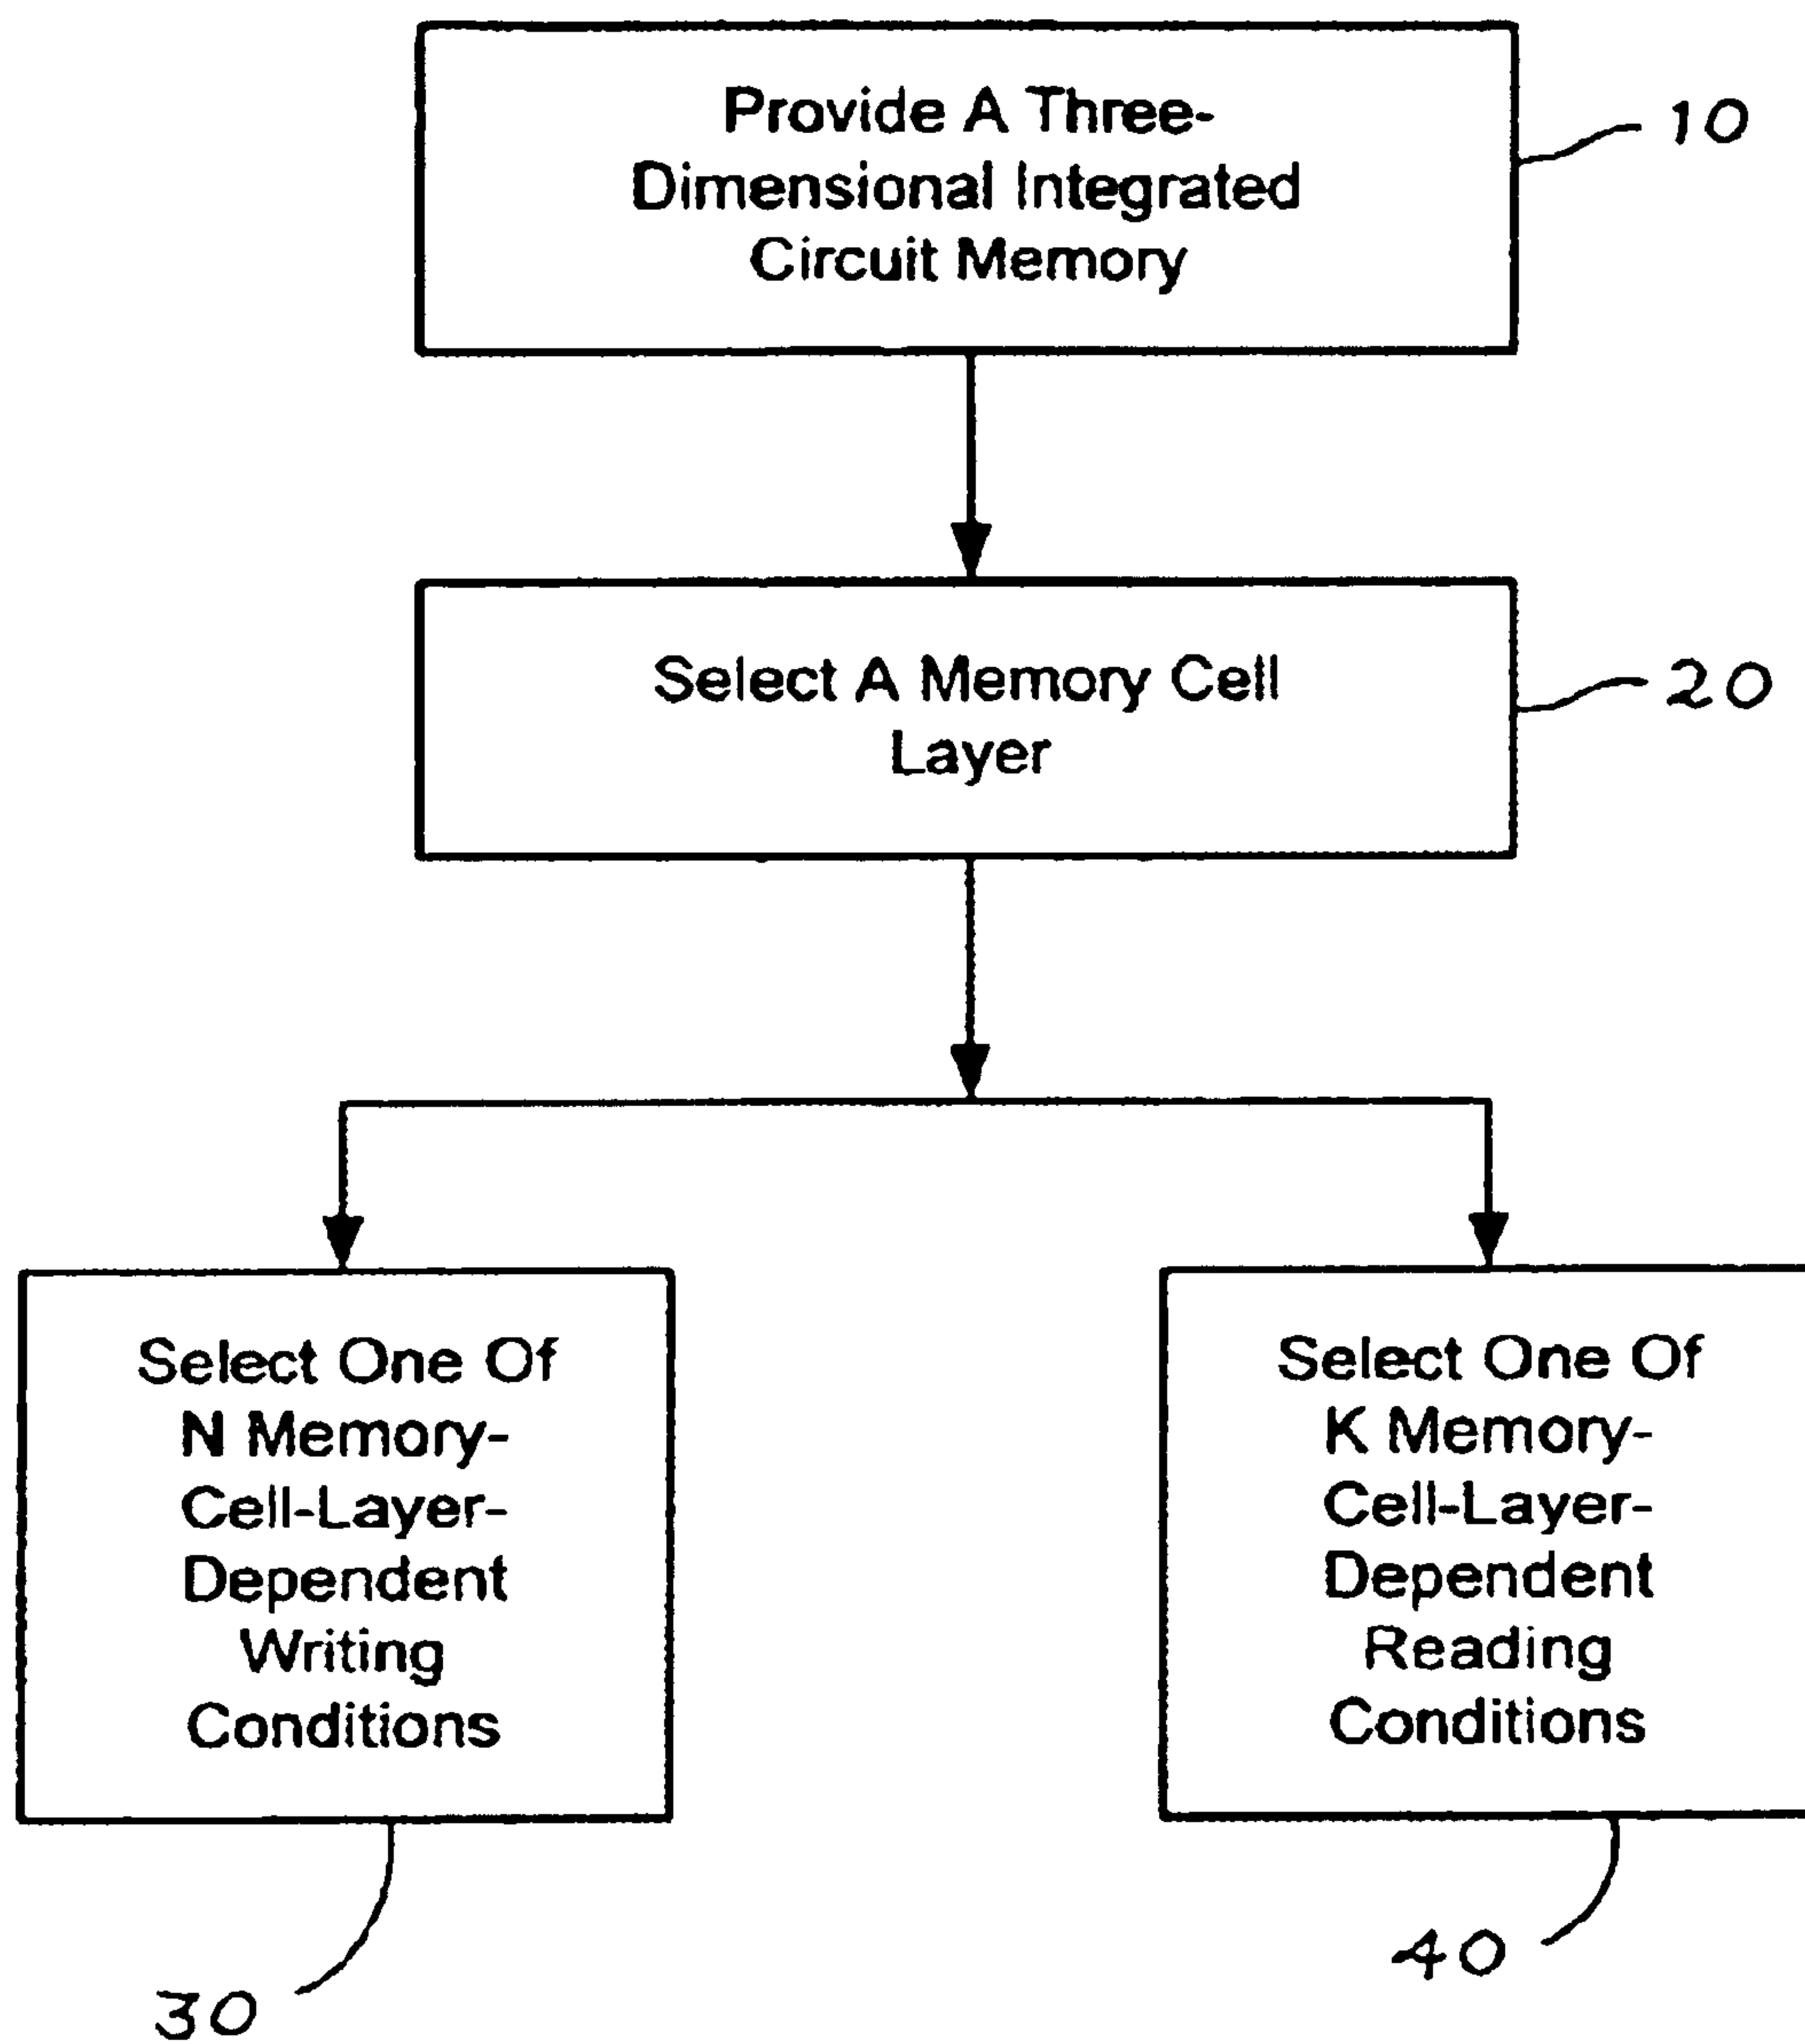 Provide A Three-
Dimensional Integrated
Circuit Memory
10
Select A Memory Cell
Layer
20
Select One Of
N Memory-
Cell-Layer-
Dependent
Writing
Conditions
30
Select One Of
K Memory-
Cell-Layer-
Dependent
Reading
Conditions
40